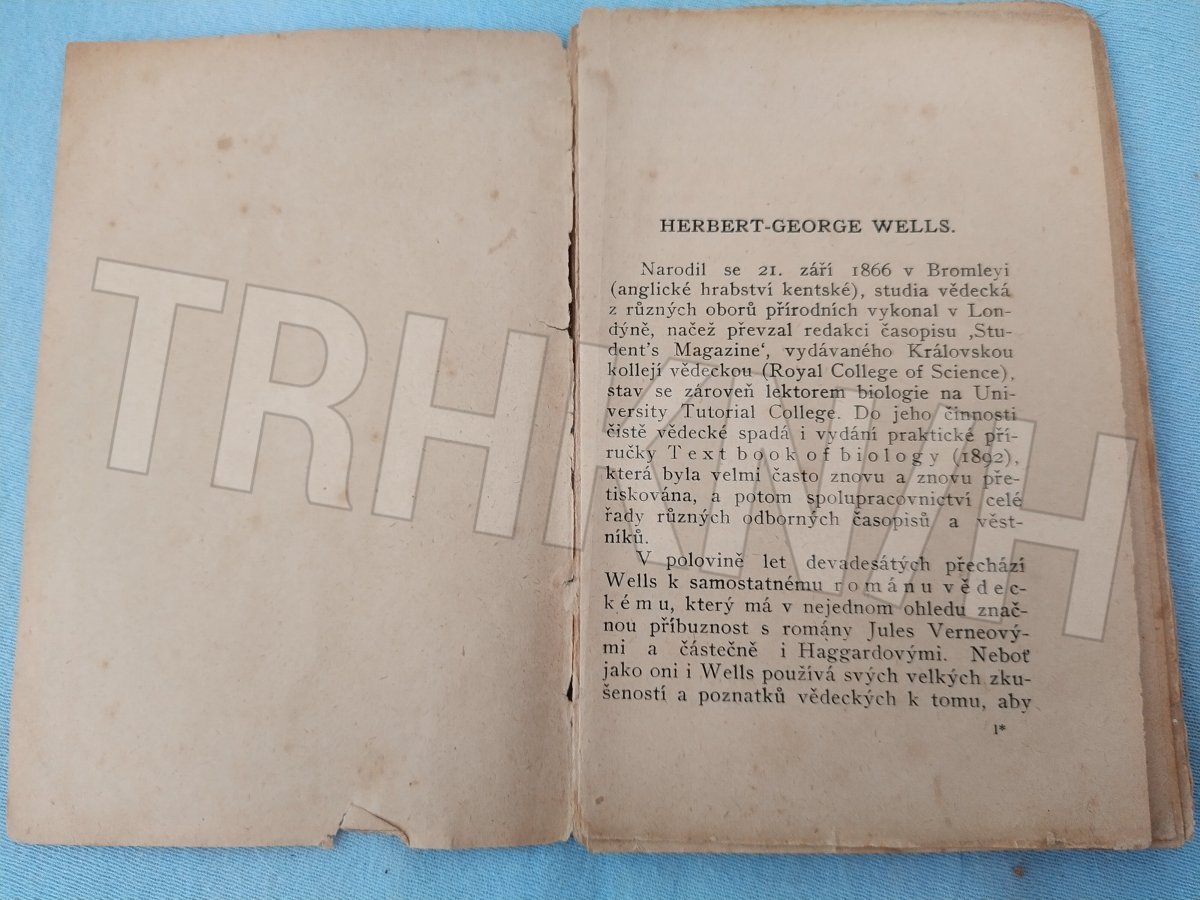 HERBERT-GEORGE WELLS.
Narodil se 21. září 1866 v Bromleyi
(anglické hrabství kentské), studia vědecká
z různých oborů přírodních vykonal v Lon-
dýně, načež převzal redakci časopisu ‚Stu-
dent's Magazine‘, vydávaného Královskou
kollejí vědeckou (Royal College of Science),
stav se zároveň lektorem biologie na Uni-
versity Tutorial College. Do jeho činnosti
čistě vědecké spadá i vydání praktické pří-
ručky Text book of biology (1892),
která byla velmi často znovu a znovu pře-
tiskována, a potom spolupracovnictví celé
řady různých odborných časopisů a věst-
níků.
V polovině let devadesátých přechází
Wells k samostatnému románu vědec-
kému, který má v nejednom ohledu znač-
nou příbuznost s romány Jules Verneový-
mi a částečně i Haggardovými. Neboť
jako oni i Wells používá svých velkých zku-
šeností a poznatků vědeckých k tomu, aby
1*
TRHKNIH